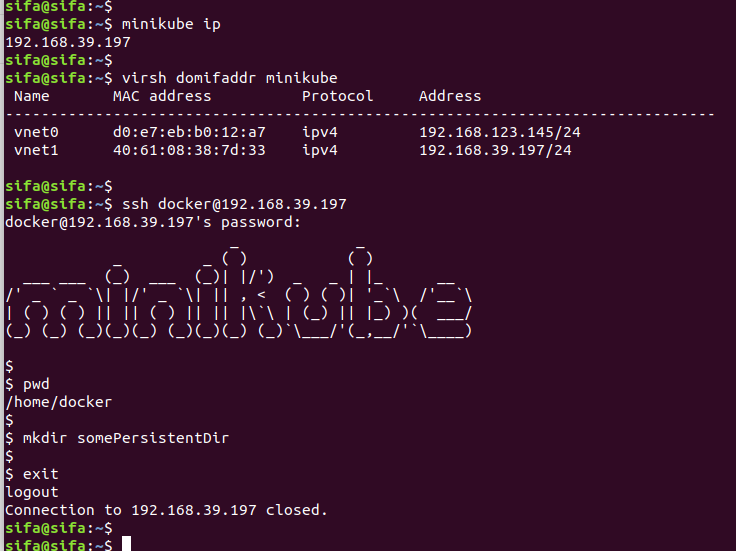 sifa@sifa:~$
sifa@sifa:~$ minikube ip
192.168.39.197
sifa@sifa:~$
sifa@sifa:~$ virsh domifaddr minikube
 Name       MAC address          Protocol     Address
-------------------------------------------------------------------------------
 vnet0      d0:e7:eb:b0:12:a7    ipv4         192.168.123.145/24
 vnet1      40:61:08:38:7d:33    ipv4         192.168.39.197/24
sifa@sifa:~$
sifa@sifa:~$ ssh docker@192.168.39.197
docker@192.168.39.197's password:
                         _             _
            _         _ ( )           ( )
  ___ ___  (_)  ___  (_)| |/')  _   _ | |_      __
/' _ ` _ `\| |/' _ `\| || , <  ( ) ( )| '_`\  /'__`\
| ( ) ( ) || || ( ) || || |\`\ | (_) || |_) )(  ___/
(_) (_) (_)(_)(_) (_)(_)(_) (_)`\___/'(_,__/'`\____)
$
$ pwd
/home/docker
$
$ mkdir somePersistentDir
$
$ exit
logout
Connection to 192.168.39.197 closed.
sifa@sifa:~$
sifa@sifa:~$